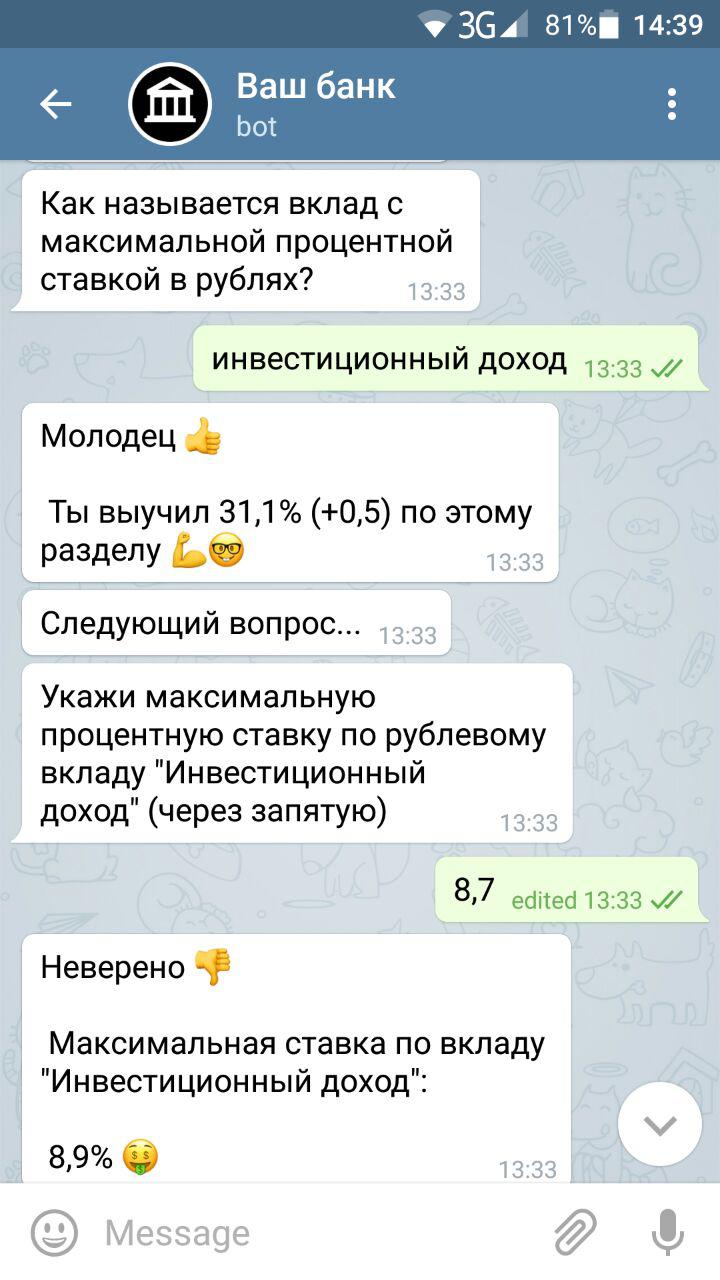 3G 81% 14:39
Ваш банк
bot
Как называется вклад с
максимальной процентной
ставкой в рублях?
13:33
инвестиционный доход 13:33
Молодец 👍
Ты выучил 31,1% (+0,5) по этому
разделу 💪🤓
13:33
Следующий вопрос... 13:33
Укажи максимальную
процентную ставку по рублевому
вкладу "Инвестиционный
доход" (через запятую)
13:33
8,7 edited 13:33
Неверено 👎
Максимальная ставка по вкладу
"Инвестиционный доход":
8,9% 🤑
13:33
Message